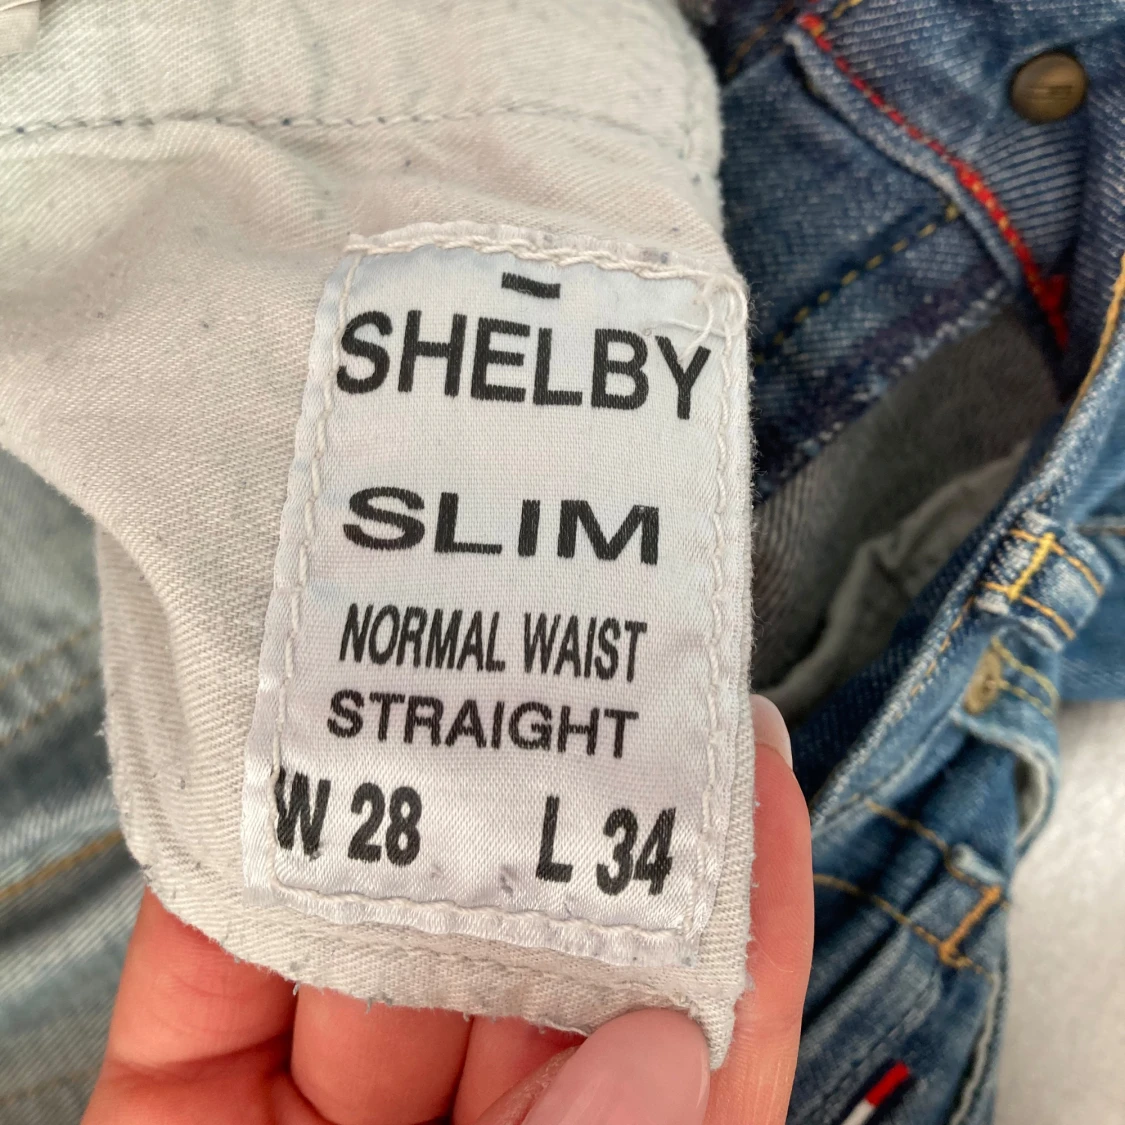 SHELBY
SLIM
NORMAL WAIST
STRAIGHT
W 28 L 34